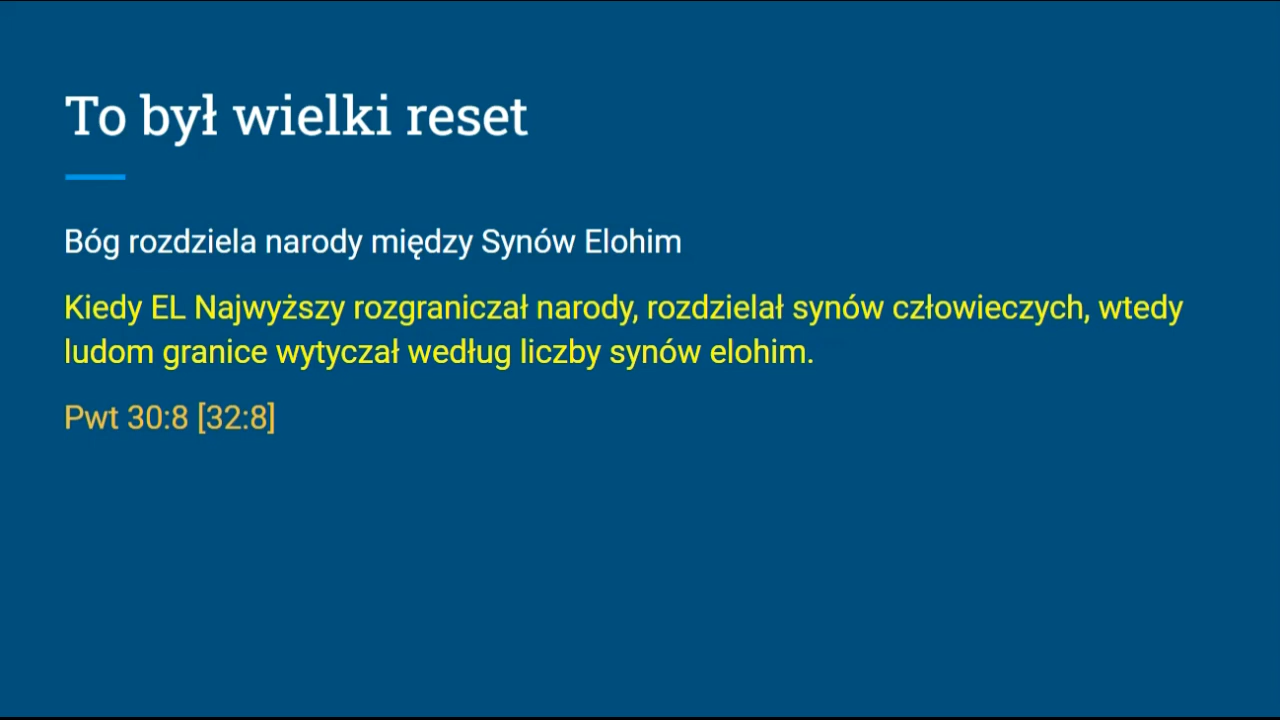 To był wielki reset
Bóg rozdziela narody między Synów Elohim
Kiedy EL Najwyższy rozgraniczał narody, rozdzielał synów człowieczych, wtedy
ludom granice wytyczał według liczby synów elohim.
Pwt 30:8 [32:8]